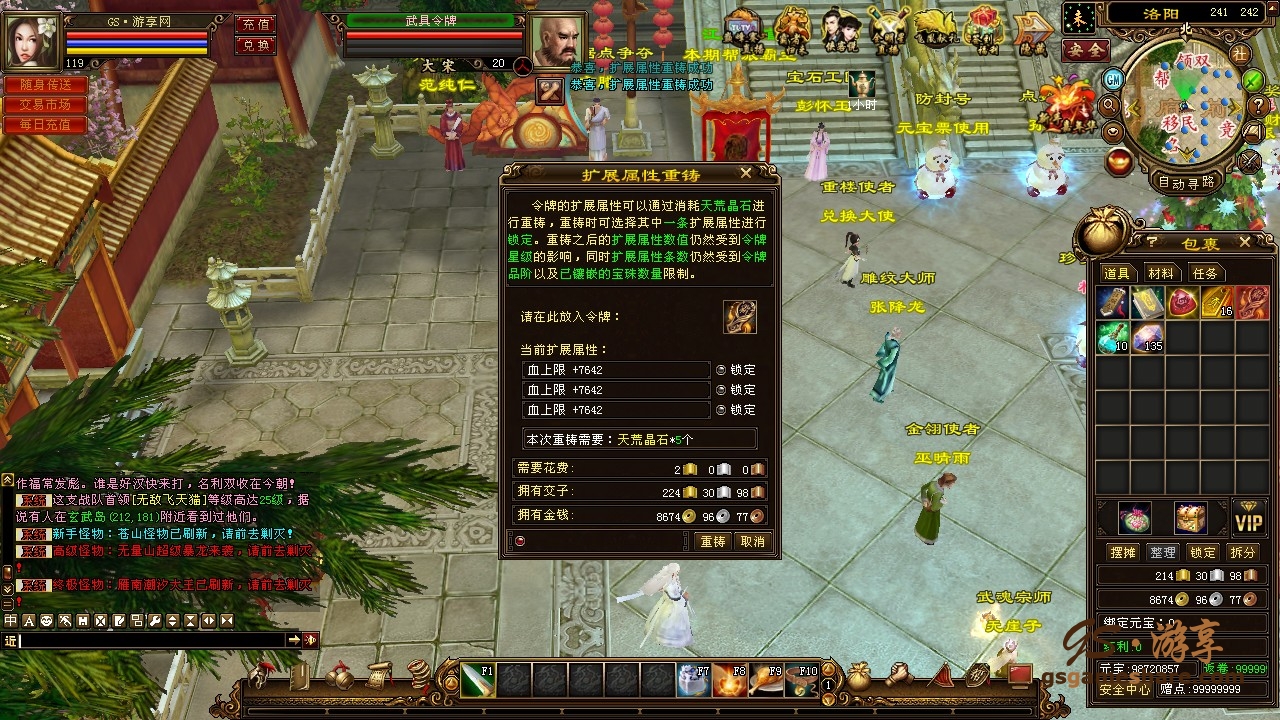 GS·游享网
119
充值
兑换
随身传送
交易市场
每日充值
武具令牌
大宋
20
范纯仁
恭喜,扩展属性重铸成功
恭喜,扩展属性重铸成功
宝石工
彭怀玉
1小时
防封号
元宝票使用
重楼使者
兑换大使
雕纹大师
张降龙
金翎使者
巫晴雨
武魂宗师
安全
洛阳
241 242
北
自动寻路
扩展属性重铸
令牌的扩展属性可以通过消耗天荒晶石进
行重铸,重铸时可选择其中一条扩展属性进行
锁定。重铸之后的扩展属性数值仍然受到令牌
星级的影响,同时扩展属性条数仍然受到令牌
品阶以及已镶嵌的宝珠数量限制。
请在此放入令牌:
当前扩展属性:
血上限 +7642 锁定
血上限 +7642 锁定
血上限 +7642 锁定
本次重铸需要:天荒晶石*5个
需要花费: 2 0 0
拥有交子: 224 30 98
拥有金钱: 8674 96 77
重铸 取消
包裹
道具 材料 任务
16
10 135
VIP
摆摊 整理 锁定 拆分
214 30 98
8674 96 77
绑定元宝:0
红利:0
元宝:92720857 返卷:99999
安全中心 赠点:99999999
作福常发彪。谁是好汉快来打,名利双收在今朝!
系统 这支战队首领[无敌飞天猫]等级高达25级,据
说有人在玄武岛(212,181)附近看到过他们。
系统 新手怪物:苍山怪物已刷新,请前去剿灭!
系统 高级怪物:无量山超级暴龙来袭,请前去剿灭
!
系统 终极怪物:雁南潮汐大王已刷新,请前去剿灭
!
近
F1 F7 F8 F9 F10
游享